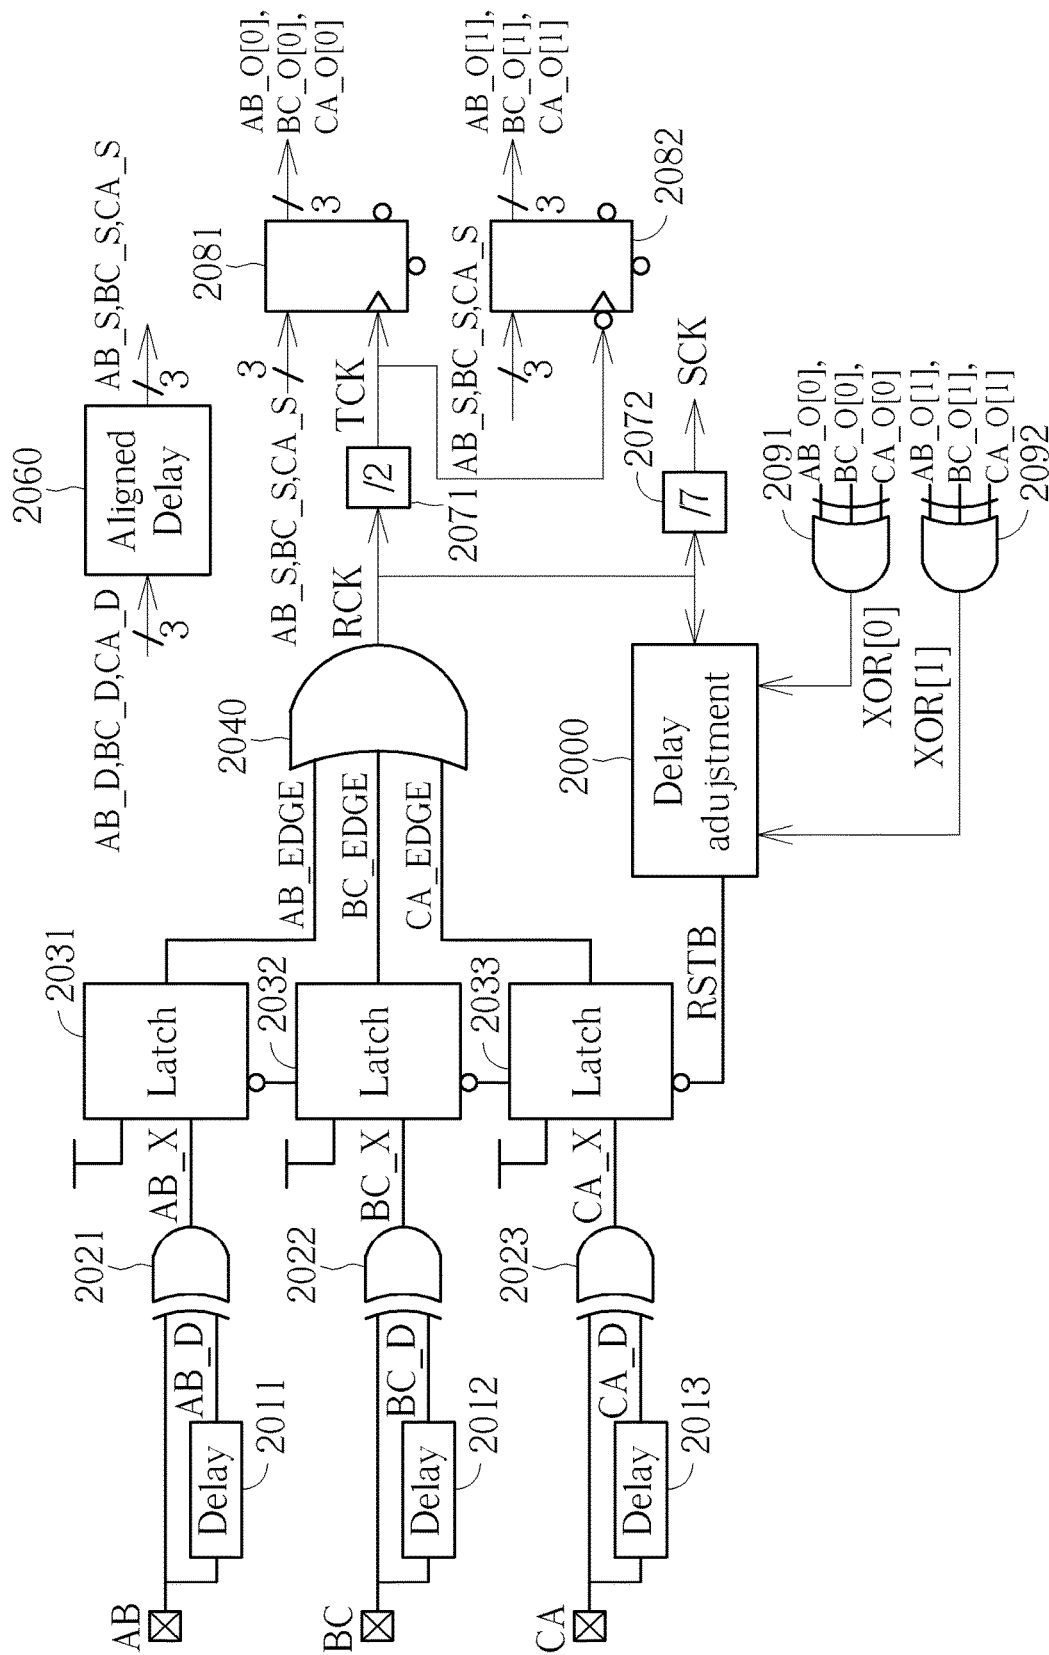 AB
Delay
2011
AB_D
2021
AB_X
Latch
2031
AB_EDGE
BC
Delay
2012
BC_D
2022
BC_X
Latch
2032
BC_EDGE
CA
Delay
2013
CA_D
2023
CA_X
Latch
2033
CA_EDGE
RSTB
2040
RCK
AB_D,BC_D,CA_D
3
2060
Aligned
Delay
3
AB_S,BC_S,CA_S
AB_S,BC_S,CA_S
3
2081
3
AB_O[0],
BC_O[0],
CA_O[0]
/2
2071
TCK
AB_S,BC_S,CA_S
3
2082
3
AB_O[1],
BC_O[1],
CA_O[1]
2000
Delay
adujstment
/7
2072
SCK
XOR[0]
XOR[1]
2091
AB_O[0],
BC_O[0],
CA_O[0]
AB_O[1],
BC_O[1],
CA_O[1]
2092